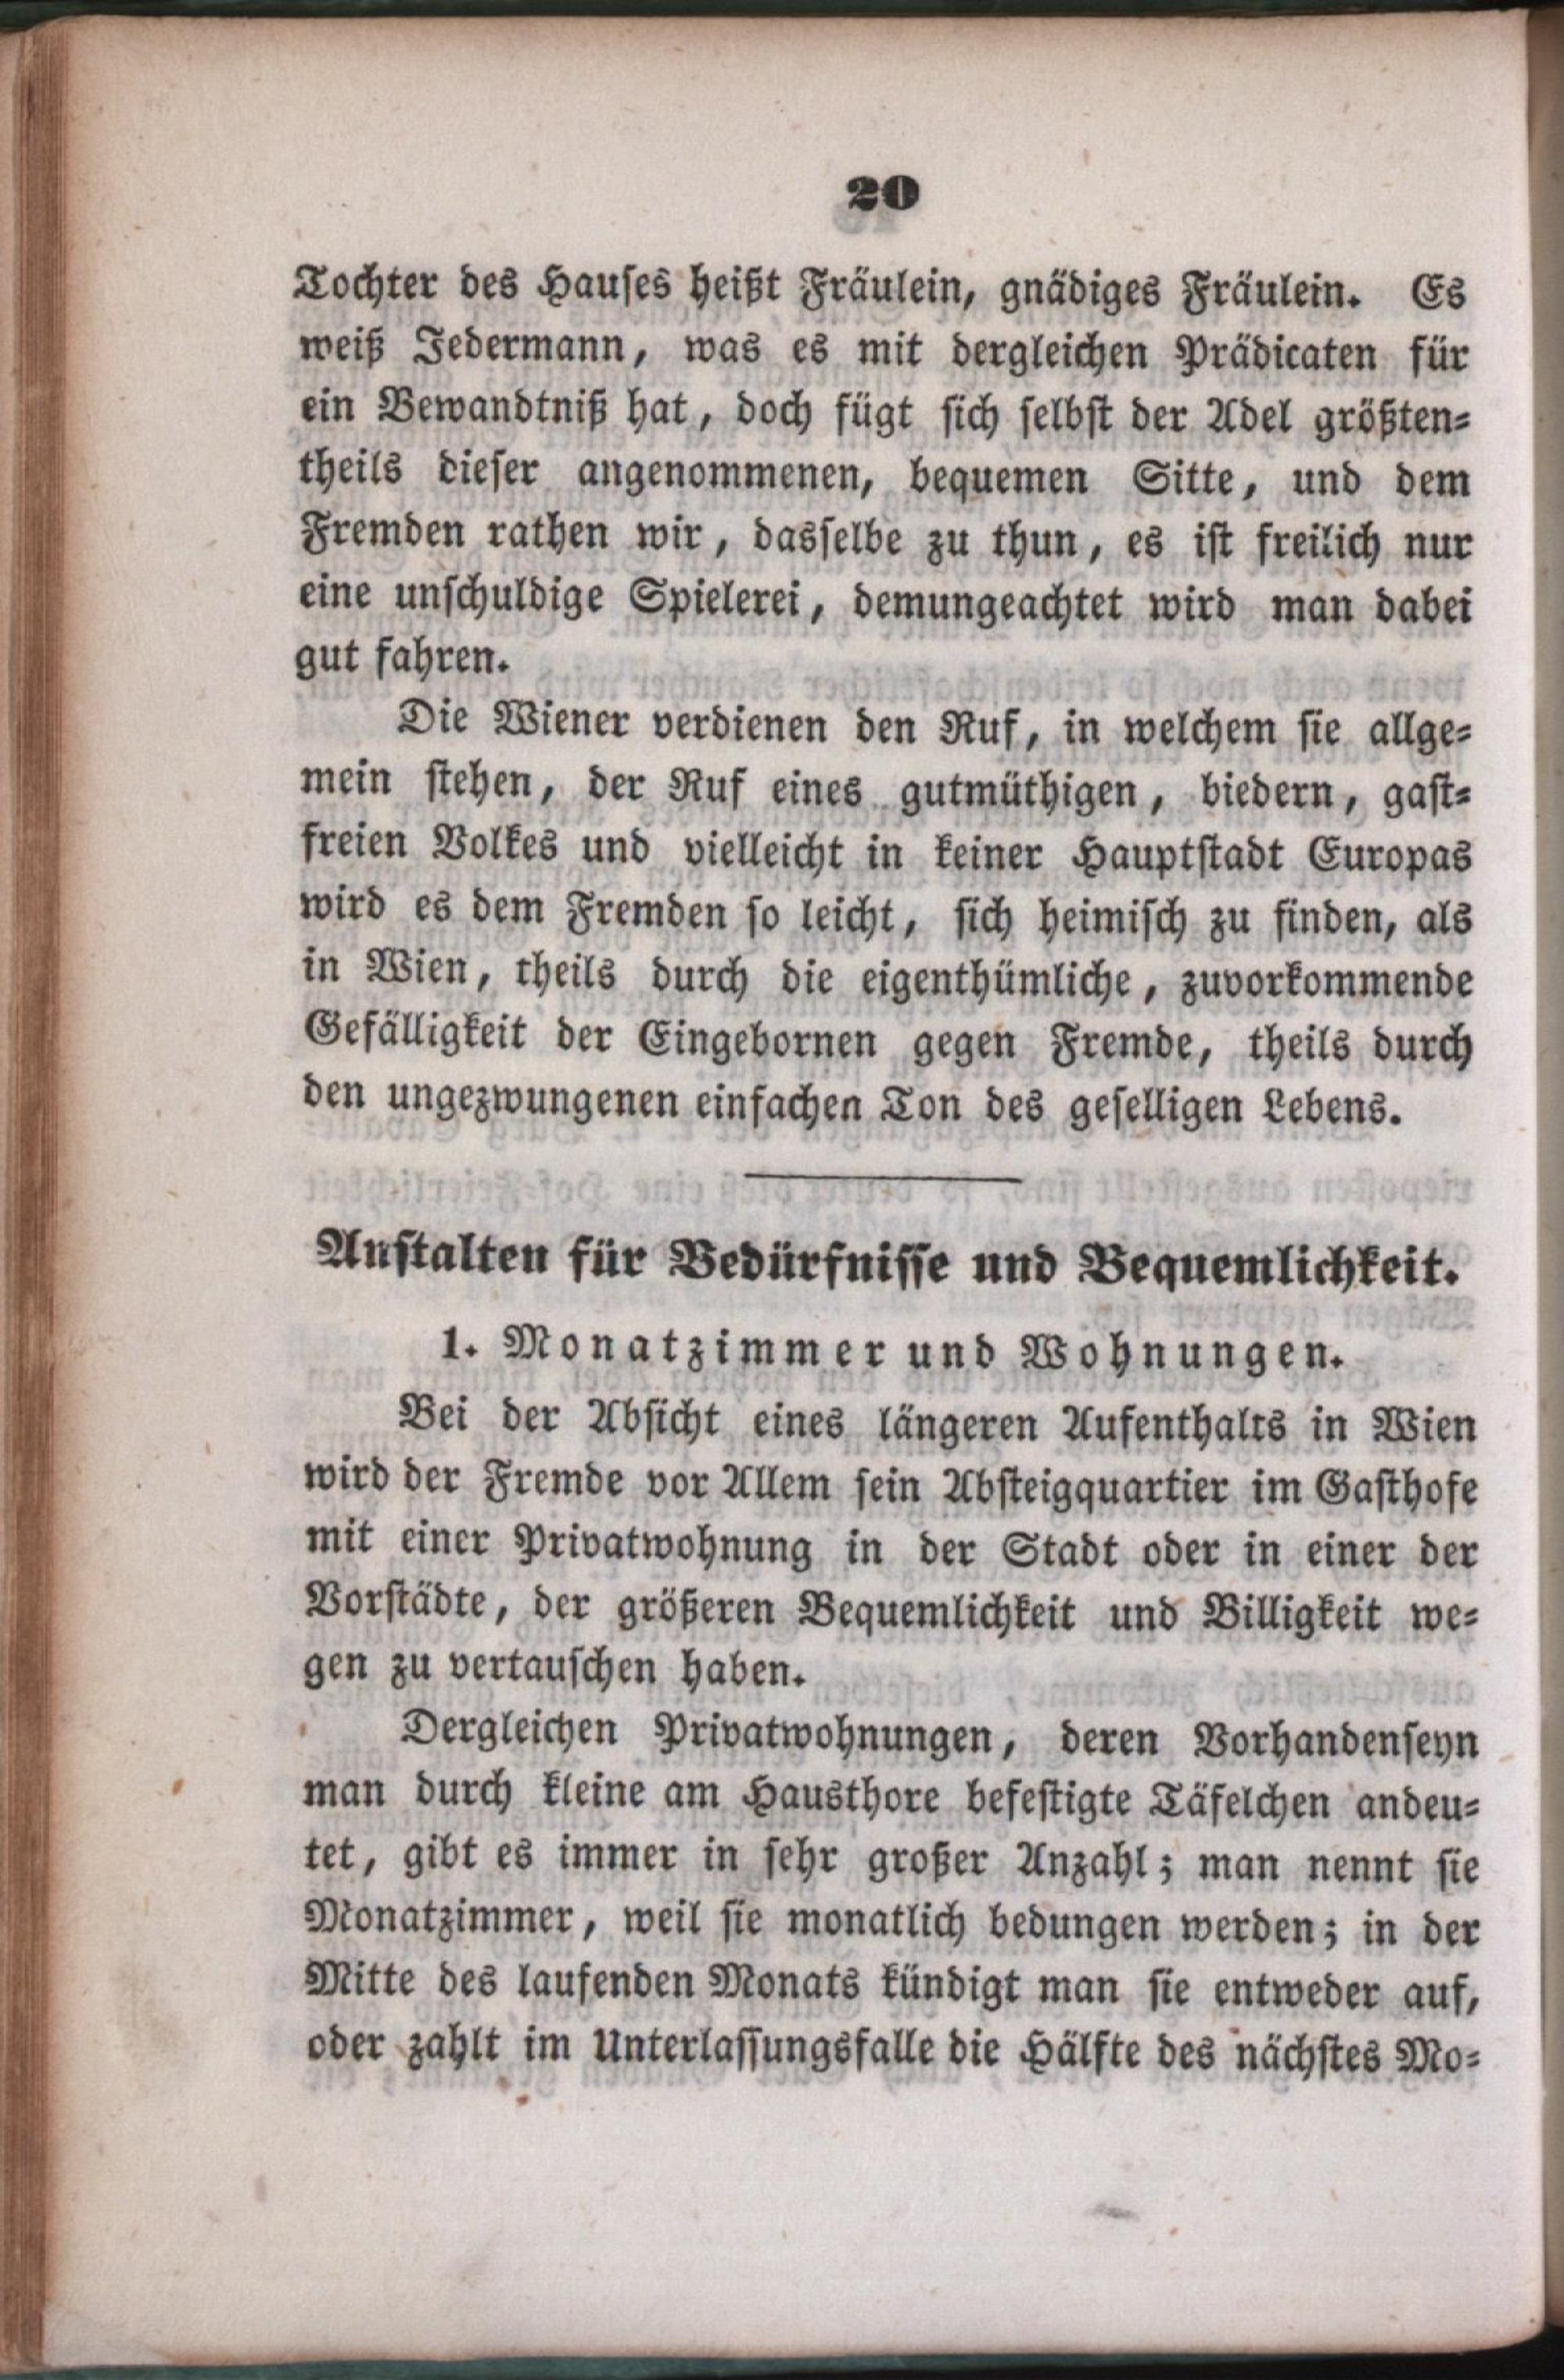 20
Tochter des Hauses heißt Fräulein, gnädiges Fräulein. Es
weiß Jedermann, was es mit dergleichen Prädicaten für
ein Bewandtniß hat, doch fügt sich selbst der Adel größten-
theils dieser angenommenen, bequemen Sitte, und dem
Fremden rathen wir, dasselbe zu thun, es ist freilich nur
eine unschuldige Spielerei, demungeachtet wird man dabei
gut fahren.
Die Wiener verdienen den Ruf, in welchem sie allge-
mein stehen, der Ruf eines gutmüthigen, biedern, gast-
freien Volkes und vielleicht in keiner Hauptstadt Europas
wird es dem Fremden so leicht, sich heimisch zu finden, als
in Wien, theils durch die eigenthümliche, zuvorkommende
Gefälligkeit der Eingebornen gegen Fremde, theils durch
den ungezwungenen einfachen Ton des geselligen Lebens.
Anstalten für Bedürfnisse und Bequemlichkeit.
1. Monatzimmer und Wohnungen.
Bei der Absicht eines längeren Aufenthalts in Wien
wird der Fremde vor Allem sein Absteigquartier im Gasthofe
mit einer Privatwohnung in der Stadt oder in einer der
Vorstädte, der größeren Bequemlichkeit und Billigkeit we-
gen zu vertauschen haben.
Dergleichen Privatwohnungen, deren Vorhandenseyn
man durch kleine am Hausthore befestigte Täfelchen andeu-
tet, gibt es immer in sehr großer Anzahl; man nennt sie
Monatzimmer, weil sie monatlich bedungen werden; in der
Mitte des laufenden Monats kündigt man sie entweder auf,
oder zahlt im Unterlassungsfalle die Hälfte des nächstes Mo-